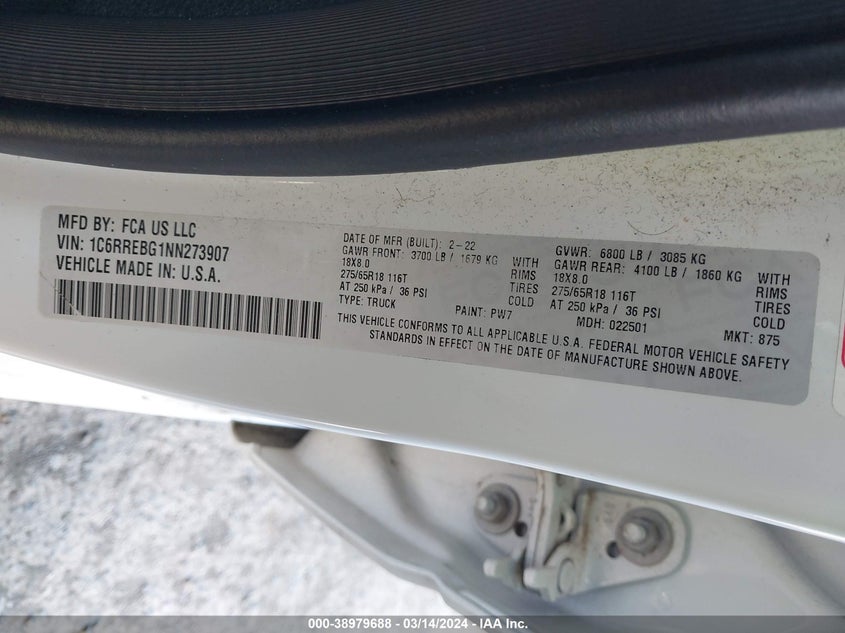 MFD BY: FCA US LLC
VIN: 1C6RREBG1NN273907
VEHICLE MADE IN: U.S.A.
DATE OF MFR (BUILT): 2-22
GAWR FRONT: 3700 LB / 1679 KG WITH
18X8.0 RIMS
275/65R18 116T TIRES
AT 250 kPa / 36 PSI COLD
TYPE: TRUCK PAINT: PW7
GVWR: 6800 LB / 3085 KG
GAWR REAR: 4100 LB / 1860 KG WITH
18X8.0 RIMS
275/65R18 116T TIRES
AT 250 kPa / 36 PSI COLD
MDH: 022501 MKT: 875
THIS VEHICLE CONFORMS TO ALL APPLICABLE U.S.A. FEDERAL MOTOR VEHICLE SAFETY
STANDARDS IN EFFECT ON THE DATE OF MANUFACTURE SHOWN ABOVE.
000-38979688 - 03/14/2024 - IAA Inc.